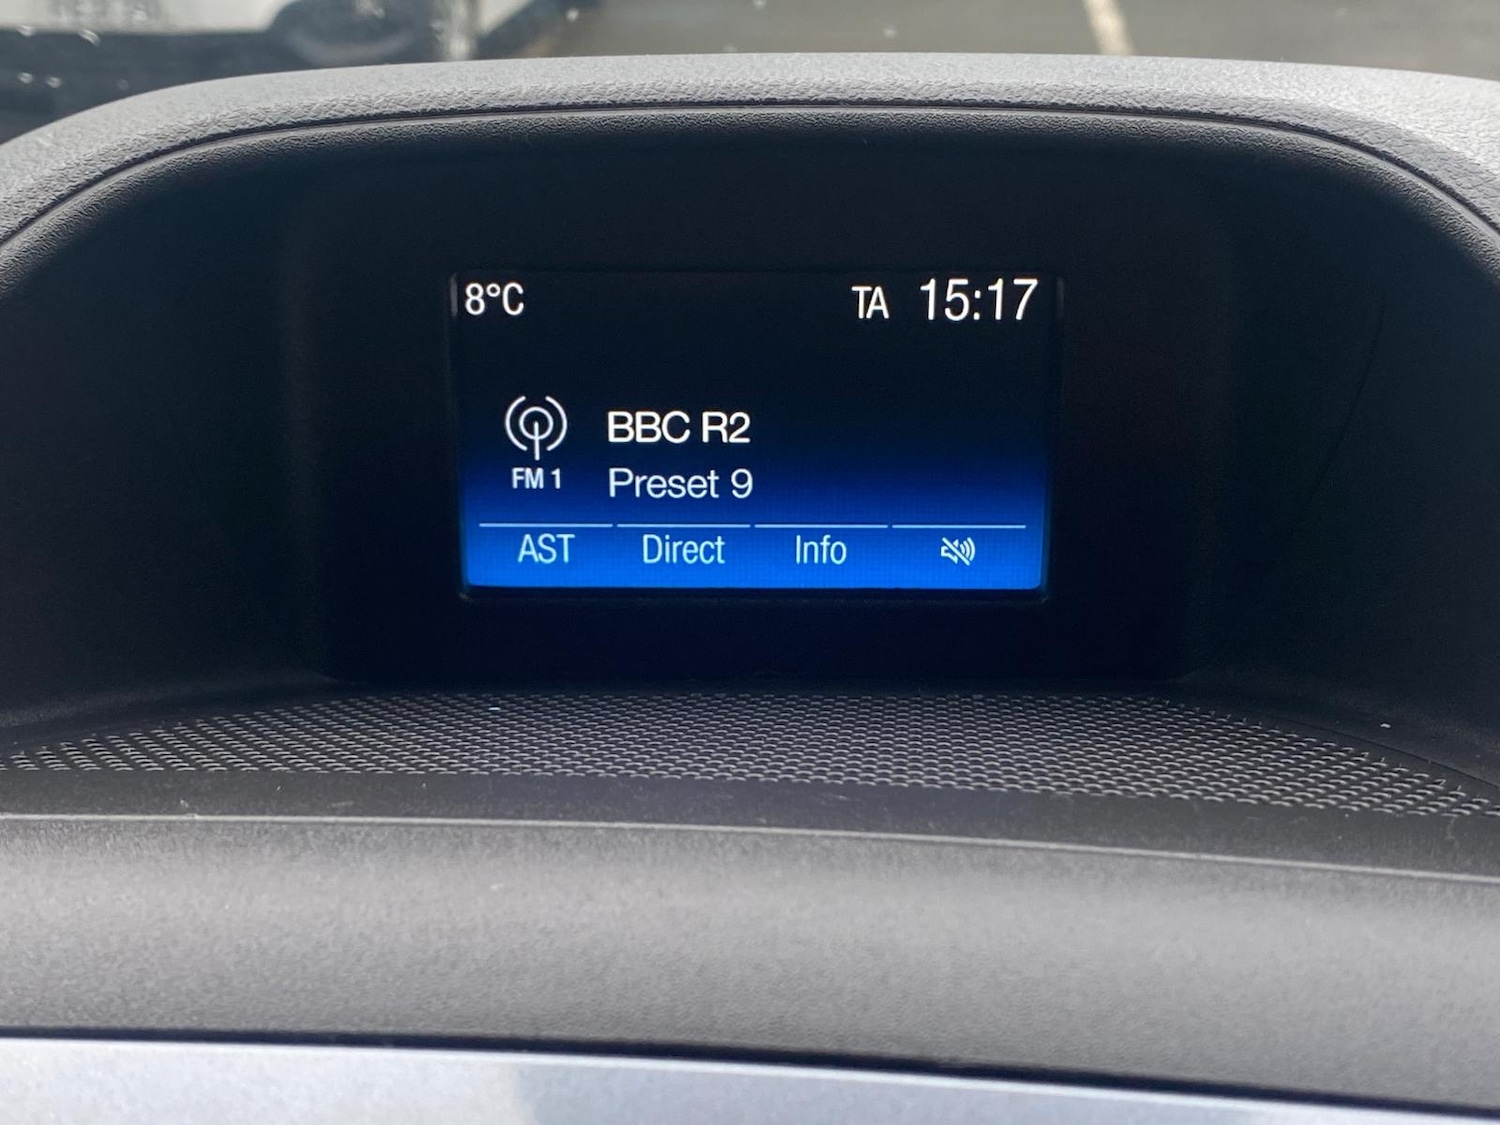 8°C TA 15:17
BBC R2
FM 1 Preset 9
AST Direct Info